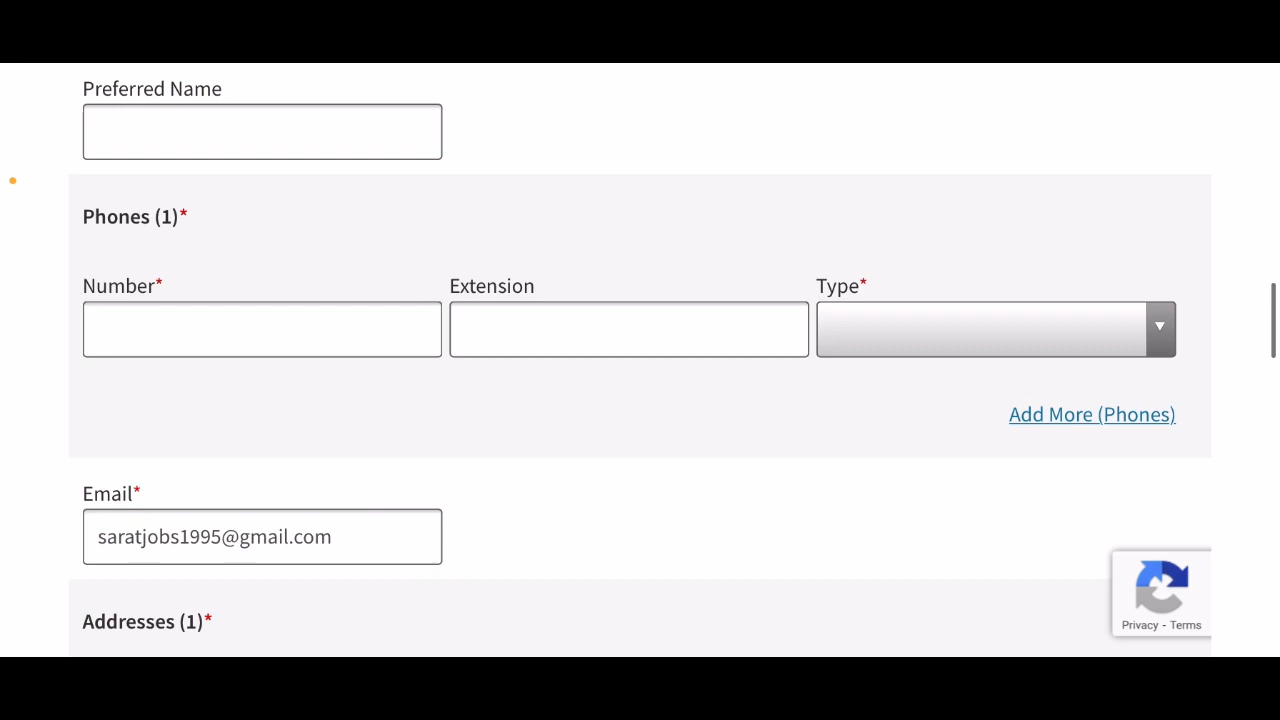 Preferred Name
Phones (1)*
Number* Extension Type*
Add More (Phones)
Email*
saratjobs1995@gmail.com
Addresses (1)*
Privacy - Terms